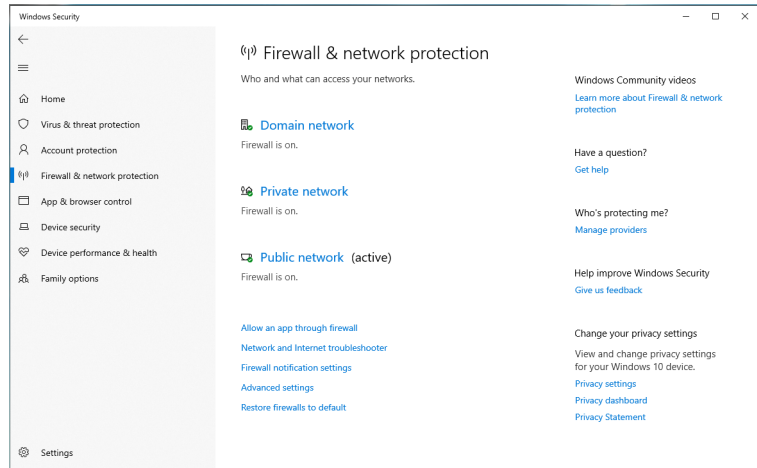 Windows Security
Home
Virus & threat protection
Account protection
Firewall & network protection
App & browser control
Device security
Device performance & health
Family options
Settings
Firewall & network protection
Who and what can access your networks.
Domain network
Firewall is on.
Private network
Firewall is on.
Public network (active)
Firewall is on.
Allow an app through firewall
Network and Internet troubleshooter
Firewall notification settings
Advanced settings
Restore firewalls to default
Windows Community videos
Learn more about Firewall & network
protection
Have a question?
Get help
Who's protecting me?
Manage providers
Help improve Windows Security
Give us feedback
Change your privacy settings
View and change privacy settings
for your Windows 10 device.
Privacy settings
Privacy dashboard
Privacy Statement